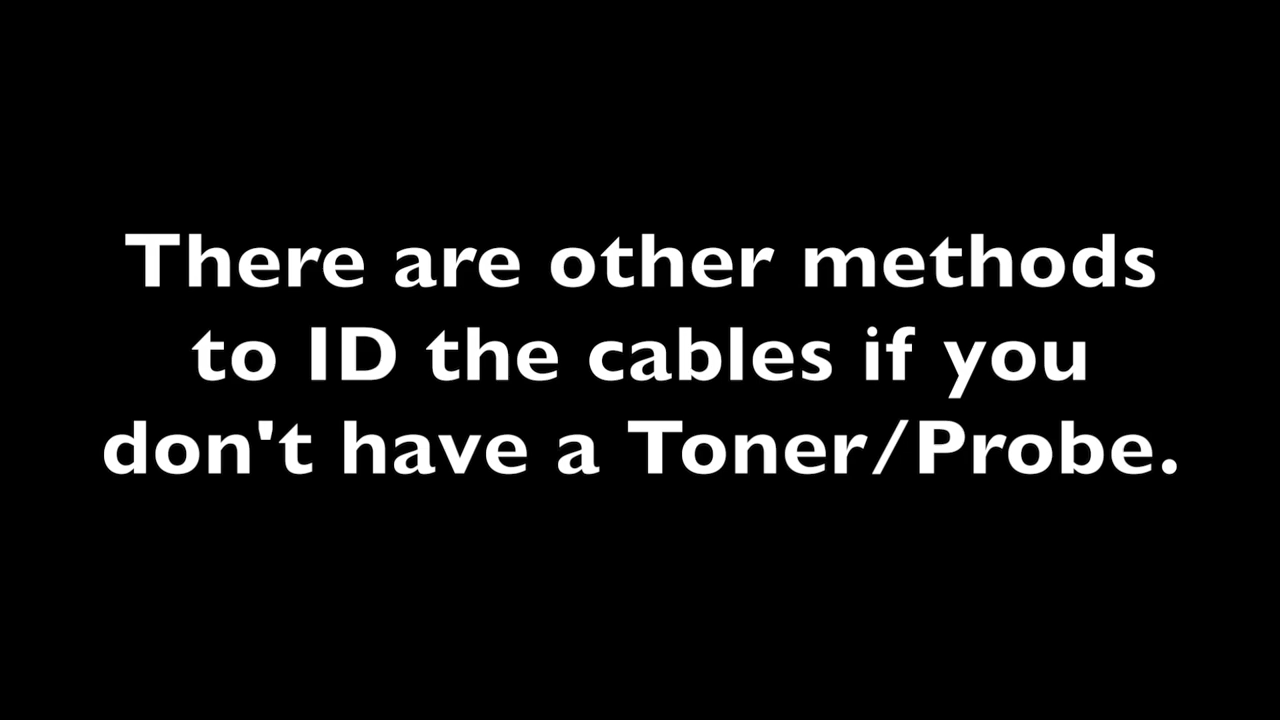 There are other methods
to ID the cables if you
don't have a Toner/Probe.